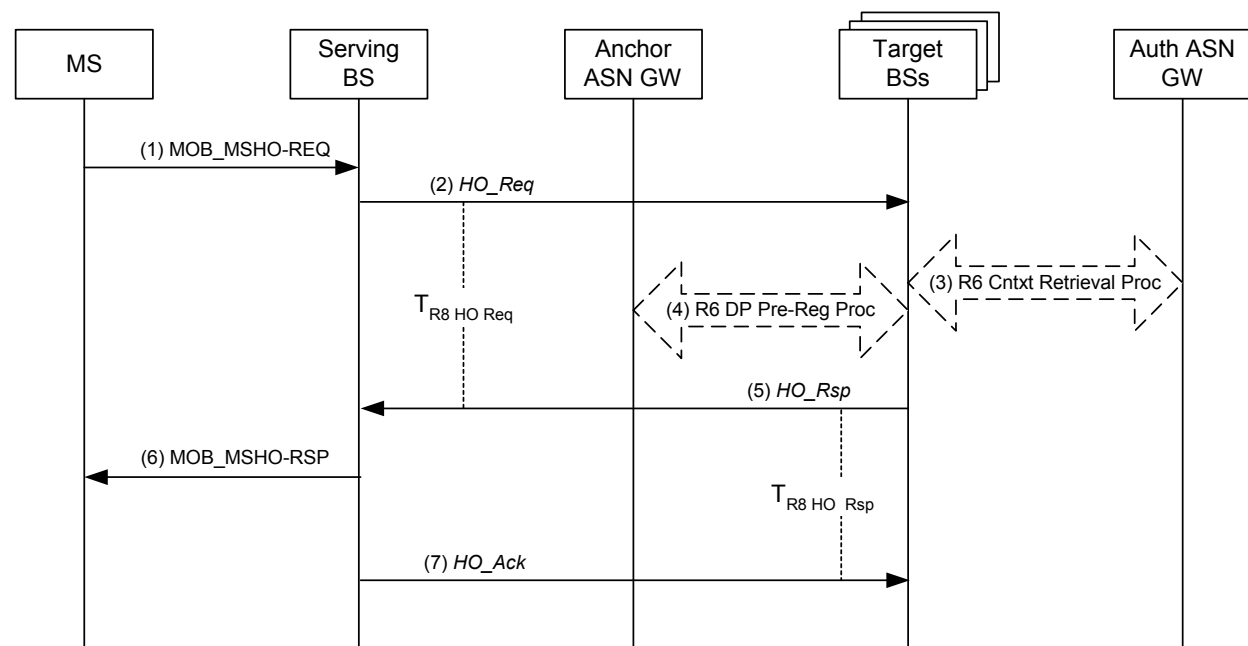 MS
Serving
BS
Anchor
ASN GW
Target
BSs
Auth ASN
GW
(1) MOB_MSHO-REQ
(2) HO_Req
(3) R6 Cntxt Retrieval Proc
T R8 HO Req
(4) R6 DP Pre-Reg Proc
(5) HO_Rsp
(6) MOB_MSHO-RSP
T R8 HO Rsp
(7) HO_Ack